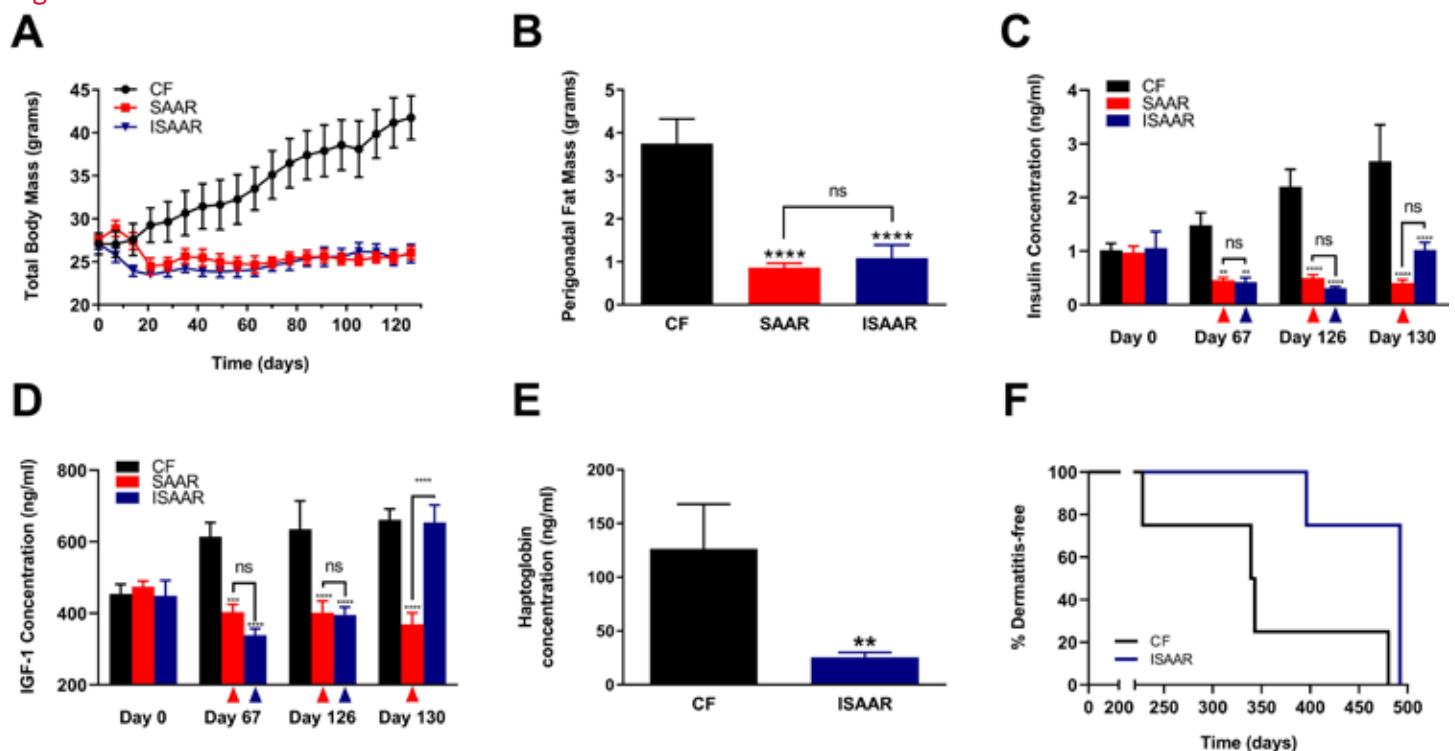 A
CF
SAAR
ISAAR
Total Body Mass (grams)
45
40
35
30
25
20
0 20 40 60 80 100 120
Time (days)
B
Perigonadal Fat Mass (grams)
6
5
4
3
2
1
0
ns
**** ****
CF SAAR ISAAR
C
CF
SAAR
ISAAR
Insulin Concentration (ng/ml)
4
3
2
1
0
ns ns ns
** ** **** **** **** ****
Day 0 Day 67 Day 126 Day 130
D
CF
SAAR
ISAAR
IGF-1 Concentration (ng/ml)
800
600
400
200
ns ns ****
*** **** **** **** ****
Day 0 Day 67 Day 126 Day 130
E
Haptoglobin
concentration (ng/ml)
200
150
100
50
0
**
CF ISAAR
F
% Dermatitis-free
100
80
60
40
20
0
CF
ISAAR
0 200 250 300 350 400 450 500
Time (days)